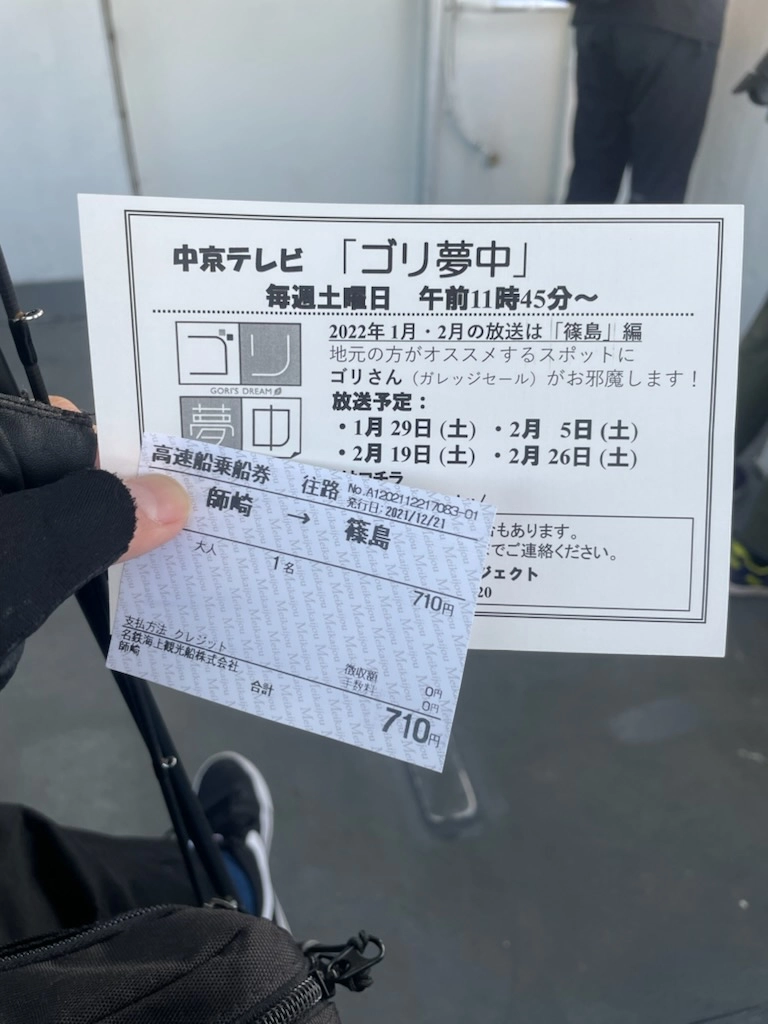 中京テレビ 「ゴリ夢中」
毎週土曜日 午前11時45分～
ゴリ
GORI'S DREAM
夢中
2022年1月・2月の放送は「篠島」編
地元の方がオススメするスポットに
ゴリさん（ガレッジセール）がお邪魔します！
放送予定：
・1月 29日 (土) ・2月 5日 (土)
・2月 19日 (土) ・2月 26日 (土)
もあります。
でご連絡ください。
ジェクト
20
高速船乗船券 往路 No.A1202112217083-01
発行日:2021/12/21
師崎 → 篠島
大人 1名 710円
支払方法 クレジット
名鉄海上観光船株式会社
師崎
徴収額 0円
手数料 0円
合計 710円